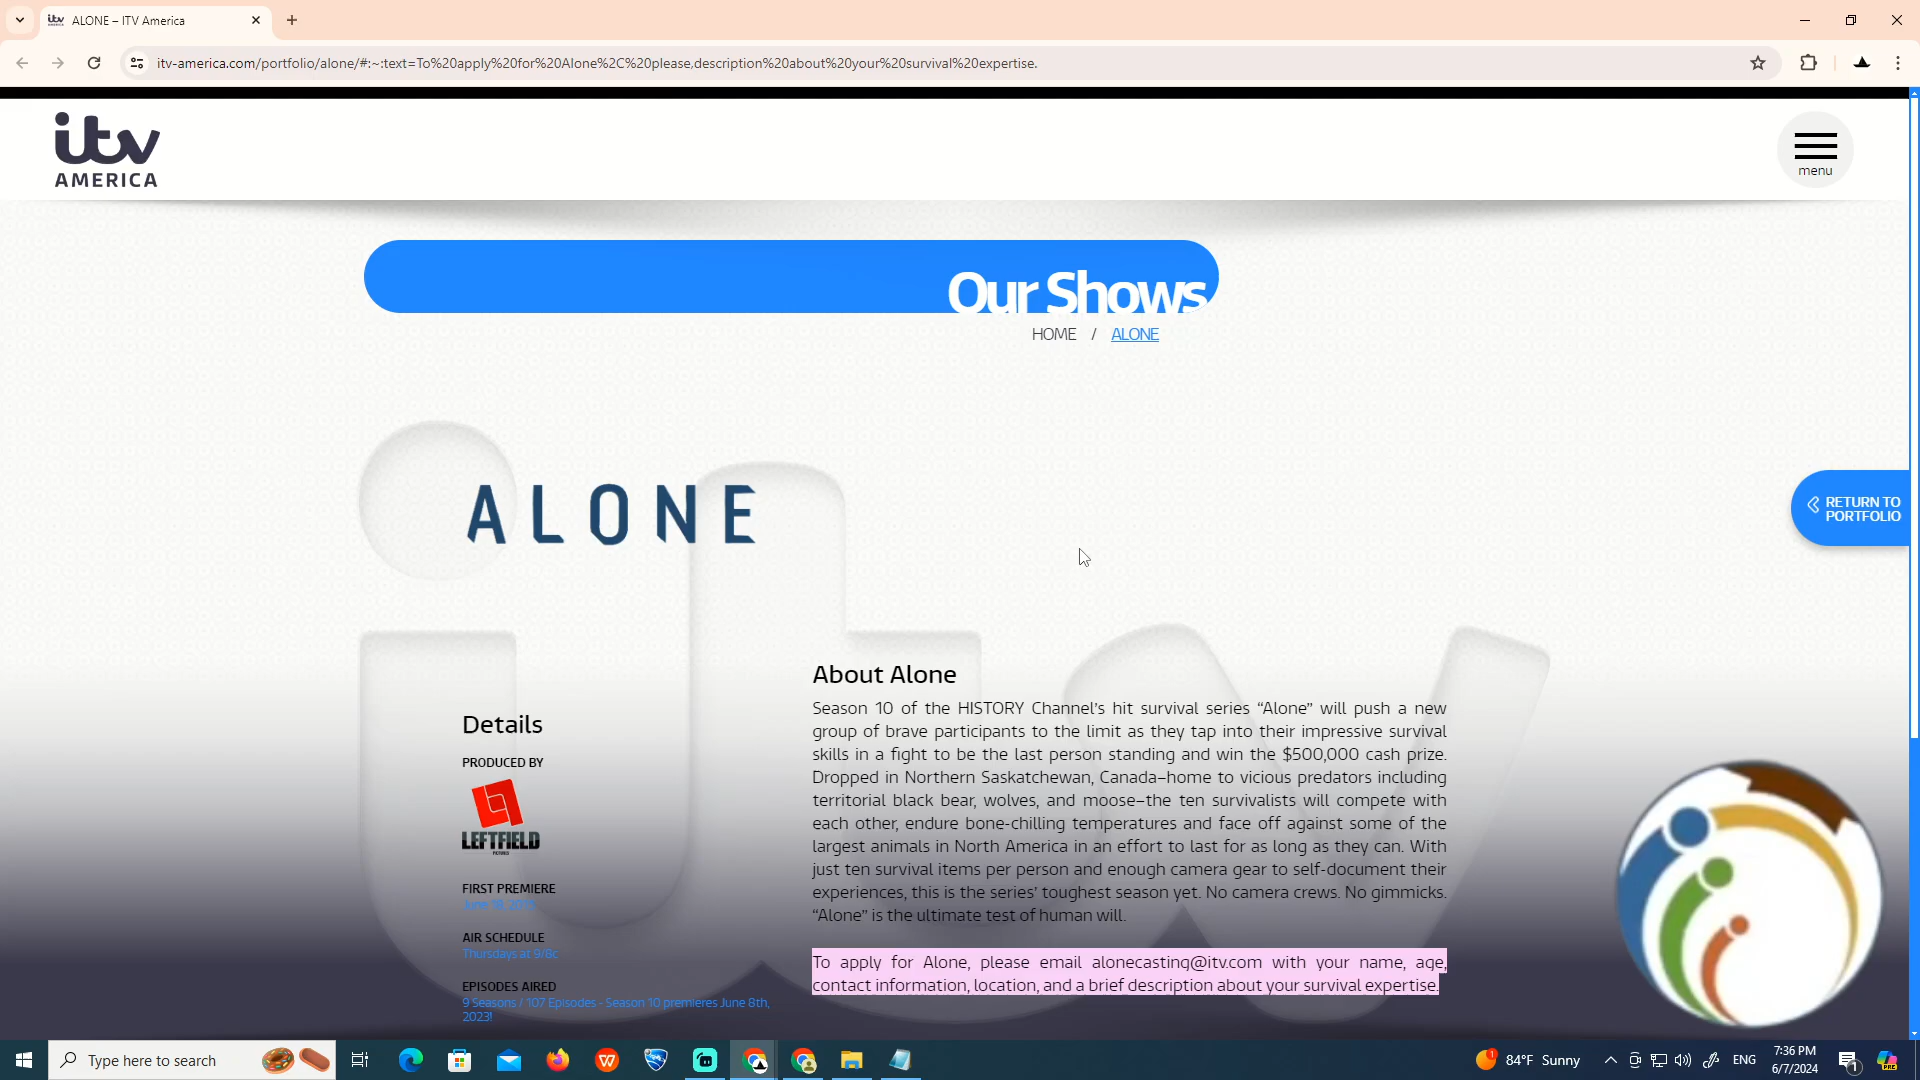 ALONE – ITV America
itv-america.com/portfolio/alone/#:~:text=To%20apply%20for%20Alone%2C%20please,description%20about%20your%20survival%20expertise.
itv
AMERICA
menu
Our Shows
HOME / ALONE
ALONE
RETURN TO
PORTFOLIO
About Alone
Season 10 of the HISTORY Channel's hit survival series “Alone” will push a new
group of brave participants to the limit as they tap into their impressive survival
skills in a fight to be the last person standing and win the $500,000 cash prize.
Dropped in Northern Saskatchewan, Canada–home to vicious predators including
territorial black bear, wolves, and moose–the ten survivalists will compete with
each other, endure bone-chilling temperatures and face off against some of the
largest animals in North America in an effort to last for as long as they can. With
just ten survival items per person and enough camera gear to self-document their
experiences, this is the series’ toughest season yet. No camera crews. No gimmicks.
“Alone” is the ultimate test of human will.
To apply for Alone, please email alonecasting@itv.com with your name, age,
contact information, location, and a brief description about your survival expertise.
Details
PRODUCED BY
LEFTFIELD
PICTURES
FIRST PREMIERE
AIR SCHEDULE
Thursdays at 9/8c
EPISODES AIRED
9 Seasons / 107 Episodes - Season 10 premieres June 8th,
2023!
Type here to search
84°F Sunny
ENG
7:36 PM
6/7/2024